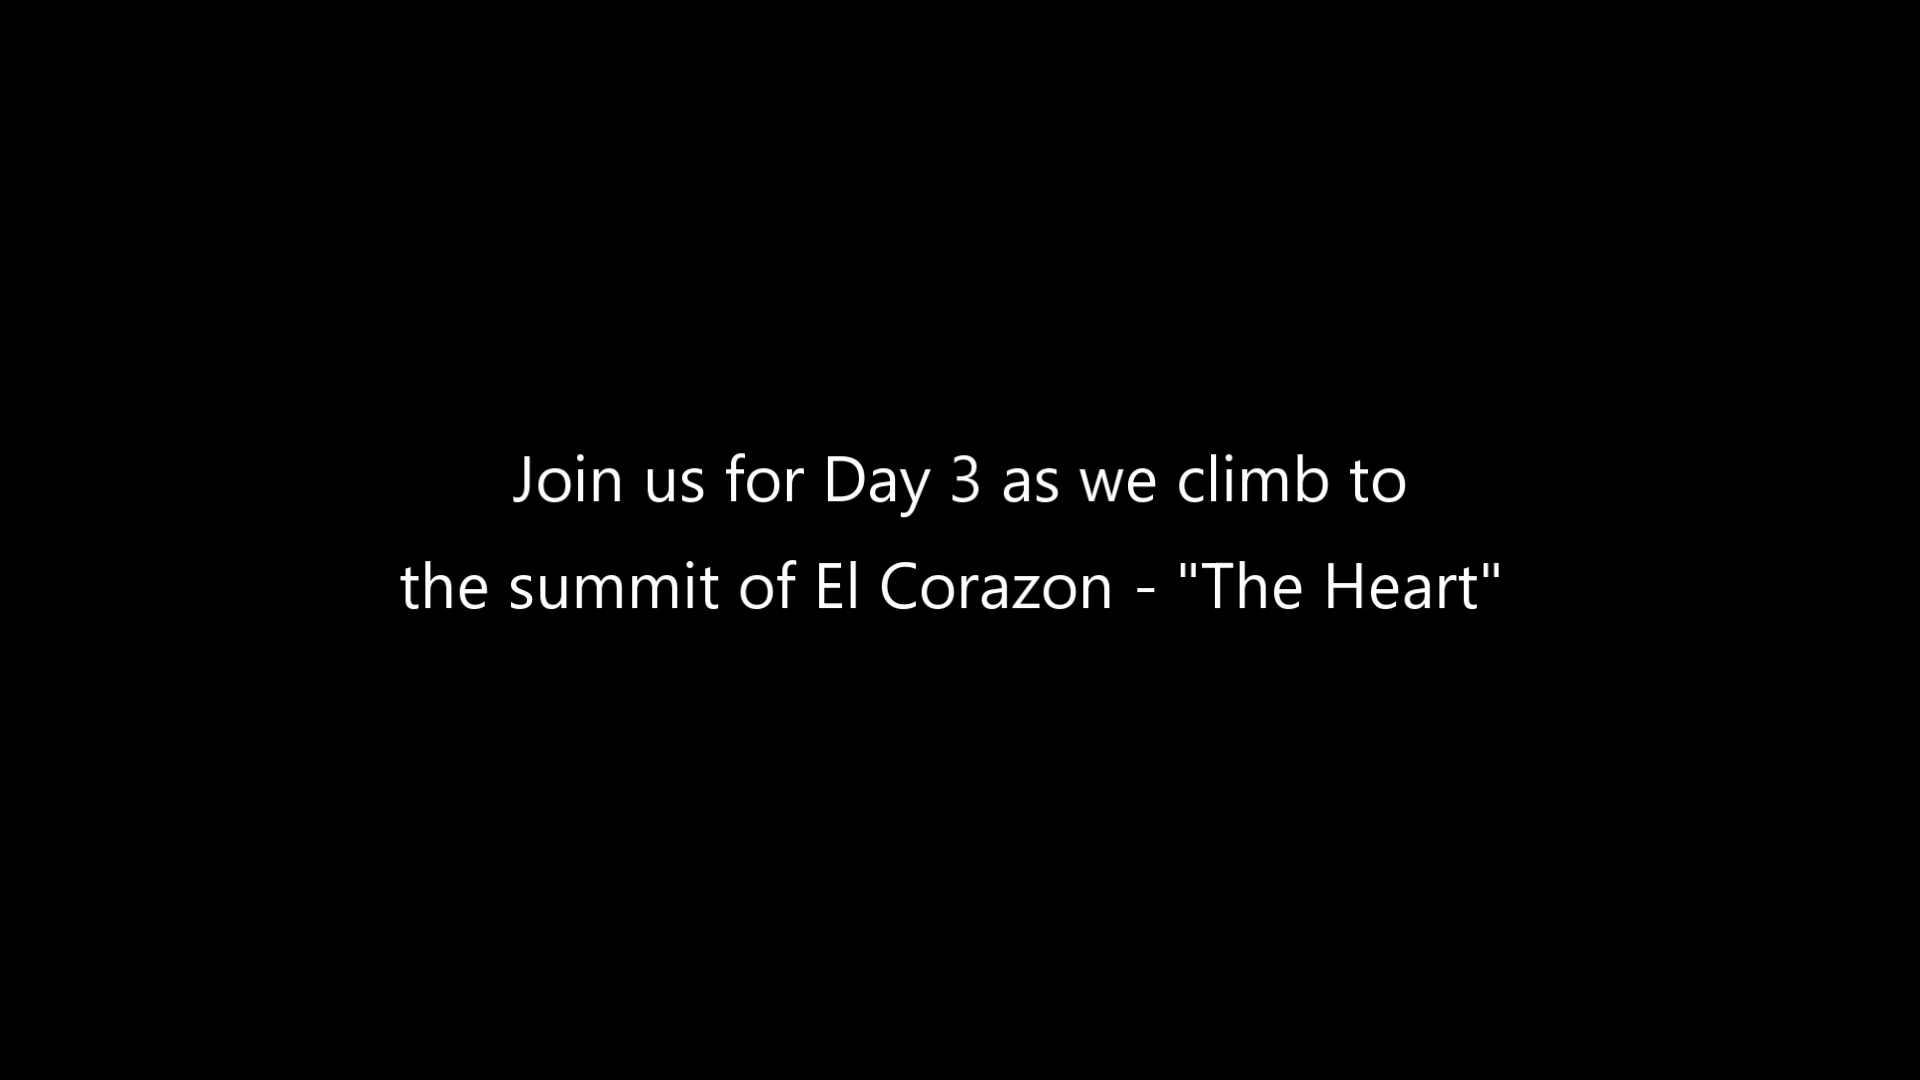 Join us for Day 3 as we climb to
the summit of El Corazon - "The Heart"